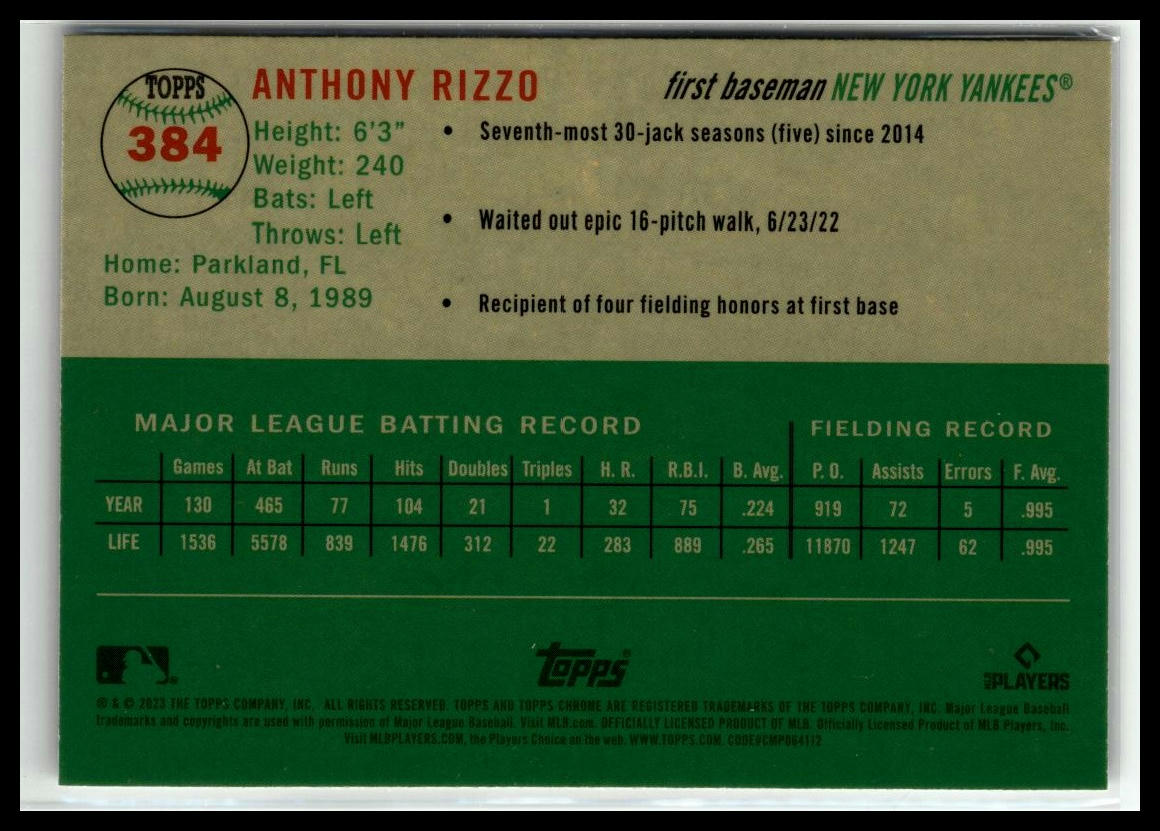 TOPPS
384
ANTHONY RIZZO
first baseman NEW YORK YANKEES®
Height: 6'3"
Weight: 240
Bats: Left
Throws: Left
Home: Parkland, FL
Born: August 8, 1989
• Seventh-most 30-jack seasons (five) since 2014
• Waited out epic 16-pitch walk, 6/23/22
• Recipient of four fielding honors at first base
MAJOR LEAGUE BATTING RECORD FIELDING RECORD
Games At Bat Runs Hits Doubles Triples H. R. R.B.I. B. Avg. P. O. Assists Errors F. Avg.
YEAR 130 465 77 104 21 1 32 75 .224 919 72 5 .995
LIFE 1536 5578 839 1476 312 22 283 889 .265 11870 1247 62 .995
Topps®
MLB PLAYERS
® & © 2023 THE TOPPS COMPANY, INC. ALL RIGHTS RESERVED. TOPPS AND TOPPS CHROME ARE REGISTERED TRADEMARKS OF THE TOPPS COMPANY, INC. Major League Baseball
trademarks and copyrights are used with permission of Major League Baseball. Visit MLB.com. OFFICIALLY LICENSED PRODUCT OF MLB. Officially Licensed Product of MLB Players, Inc.
Visit MLBPLAYERS.COM, the Players Choice on the web. WWW.TOPPS.COM. CODE#CMP064112